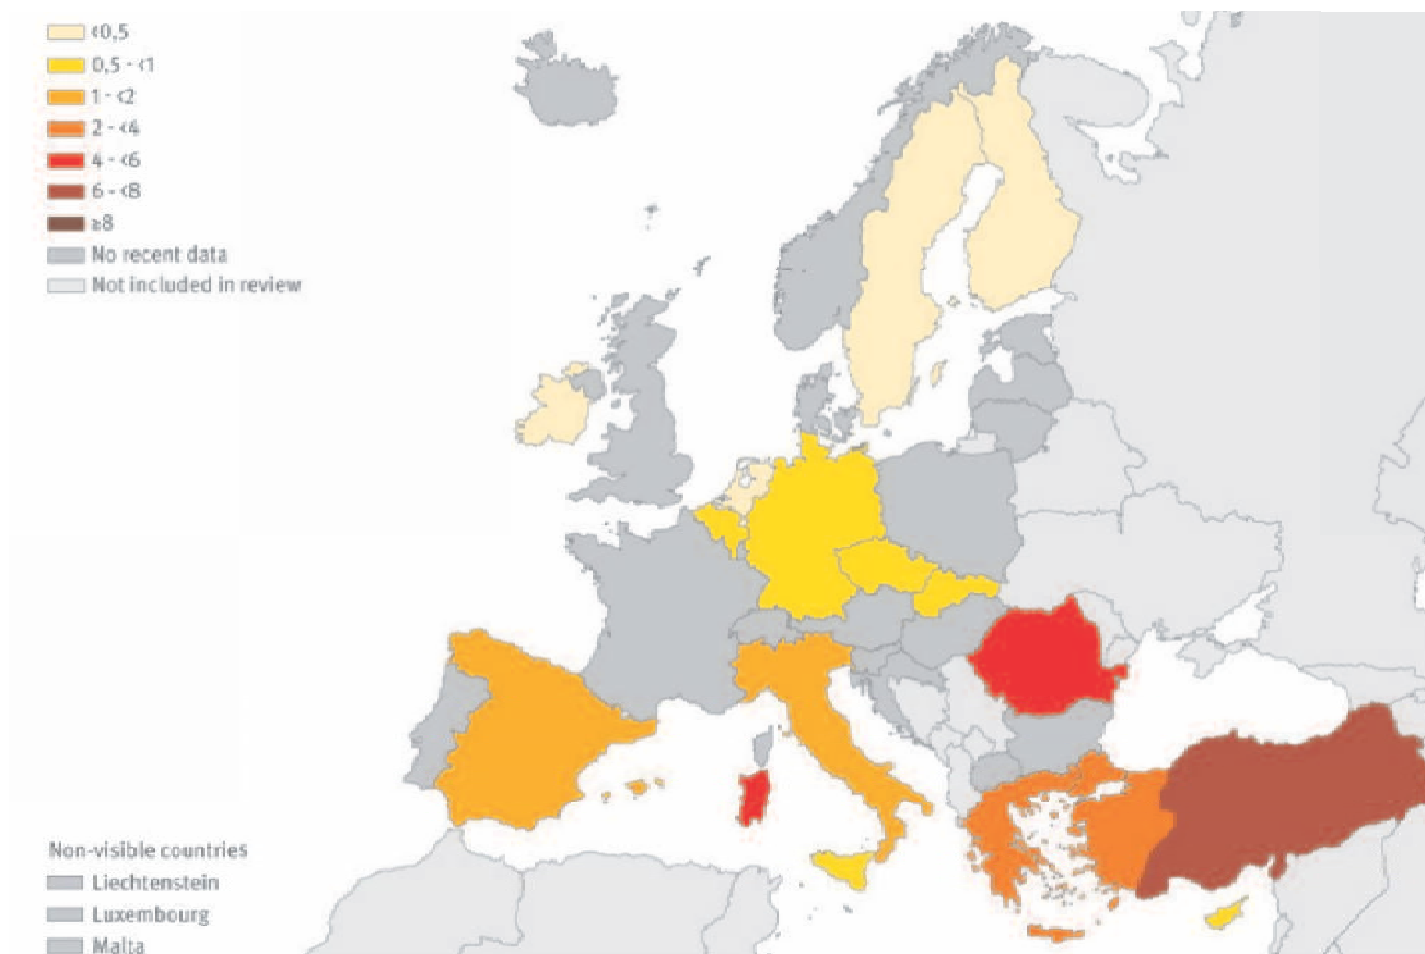 <0,5
0,5 - <1
1 - <2
2 - <4
4 - <6
6 - <8
≥8
No recent data
Not included in review
Non-visible countries
Liechtenstein
Luxembourg
Malta